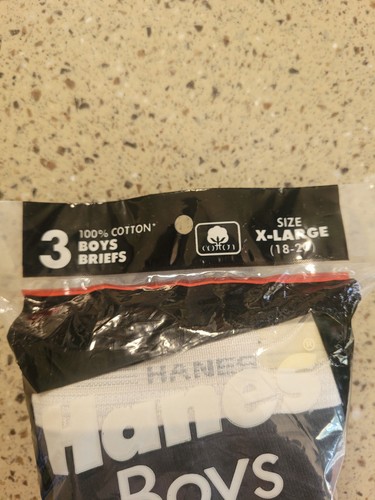 3
100% COTTON*
BOYS
BRIEFS
COTTON
SIZE
X-LARGE
HANES
Hanes
Boys